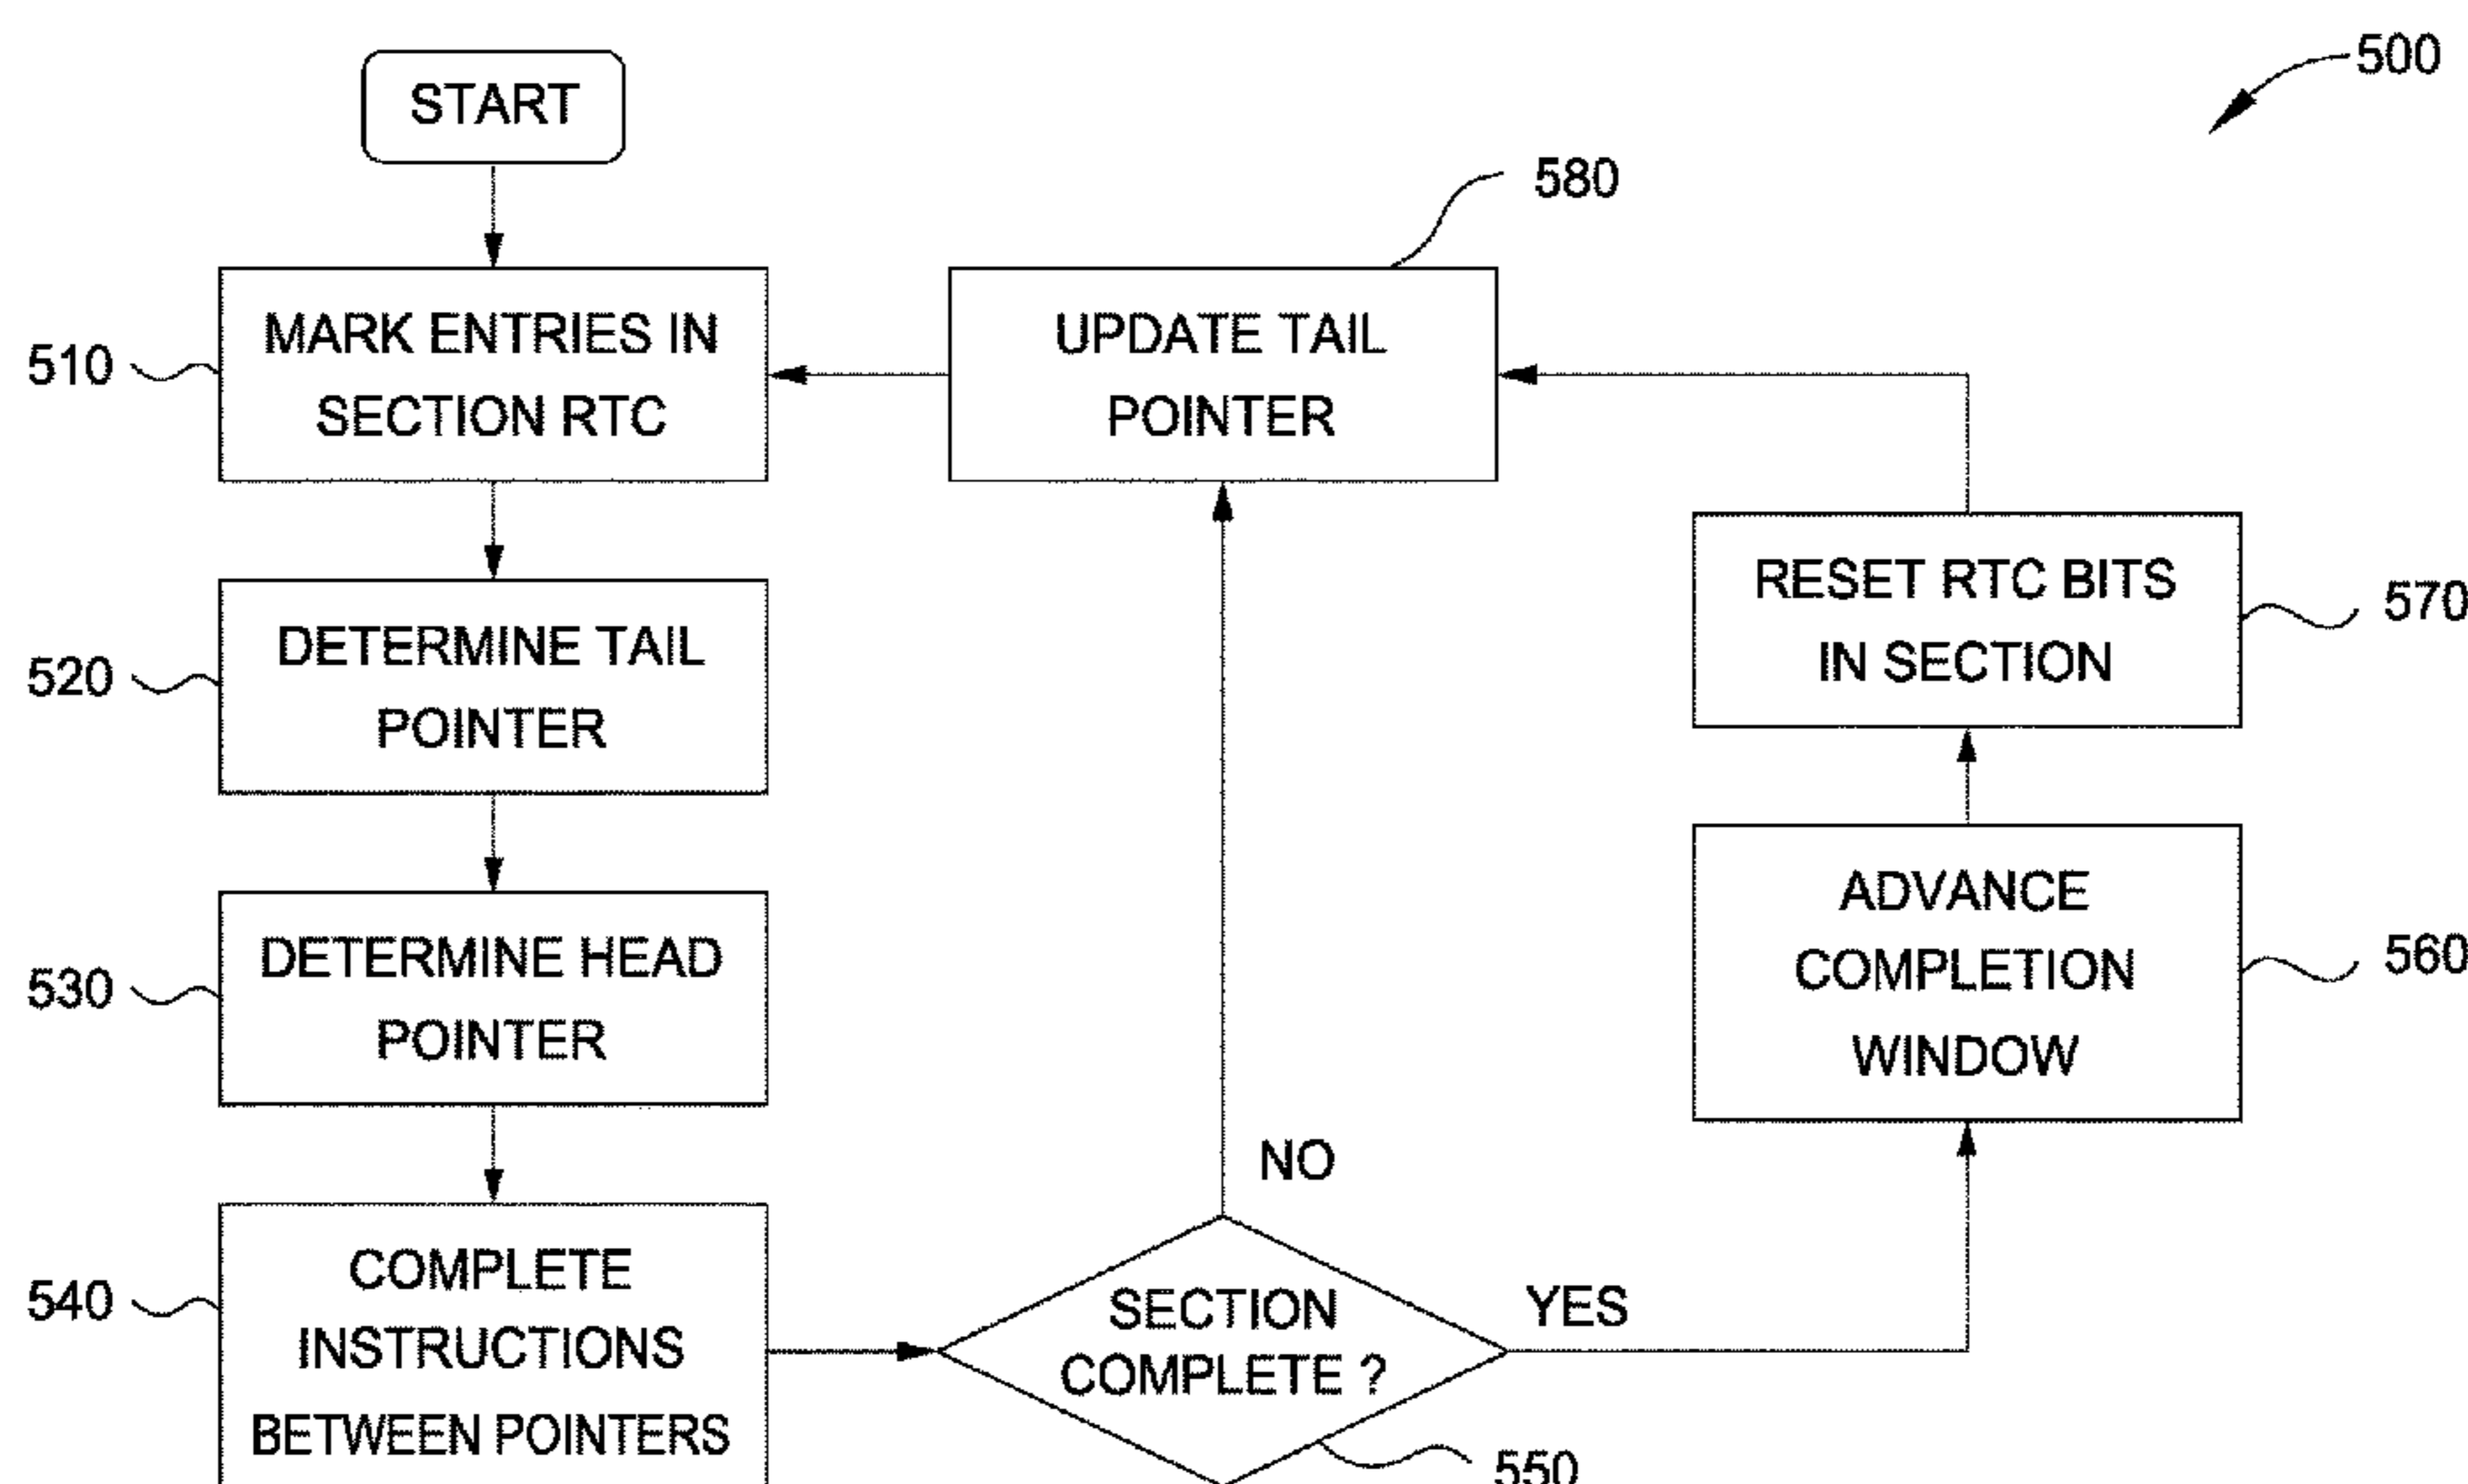 500
START
580
510
MARK ENTRIES IN
SECTION RTC
UPDATE TAIL
POINTER
520
DETERMINE TAIL
POINTER
RESET RTC BITS
IN SECTION
570
530
DETERMINE HEAD
POINTER
ADVANCE
COMPLETION
WINDOW
560
540
COMPLETE
INSTRUCTIONS
BETWEEN POINTERS
NO
SECTION
COMPLETE ?
YES
550